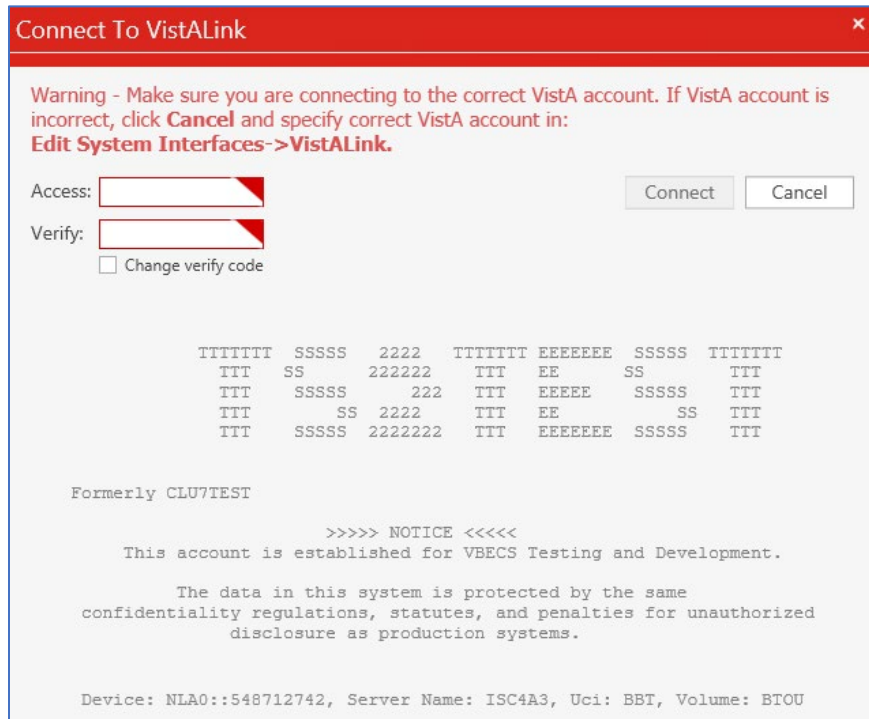 Connect To VistALink
×
Warning - Make sure you are connecting to the correct VistA account. If VistA account is
incorrect, click Cancel and specify correct VistA account in:
Edit System Interfaces->VistALink.
Access:
Connect
Cancel
Verify:
Change verify code
TTTTTTT  SSSSS   2222   TTTTTTT EEEEEEE  SSSSS  TTTTTTT
TTT   SS      222222    TTT   EE      SS        TTT
TTT    SSSSS      222   TTT   EEEEE    SSSSS    TTT
TTT        SS  2222     TTT   EE           SS   TTT
TTT    SSSSS  2222222   TTT   EEEEEEE  SSSSS    TTT
Formerly CLU7TEST
>>>>> NOTICE <<<<<
This account is established for VBECS Testing and Development.
The data in this system is protected by the same
confidentiality regulations, statutes, and penalties for unauthorized
disclosure as production systems.
Device: NLA0::548712742, Server Name: ISC4A3, Uci: BBT, Volume: BTOU